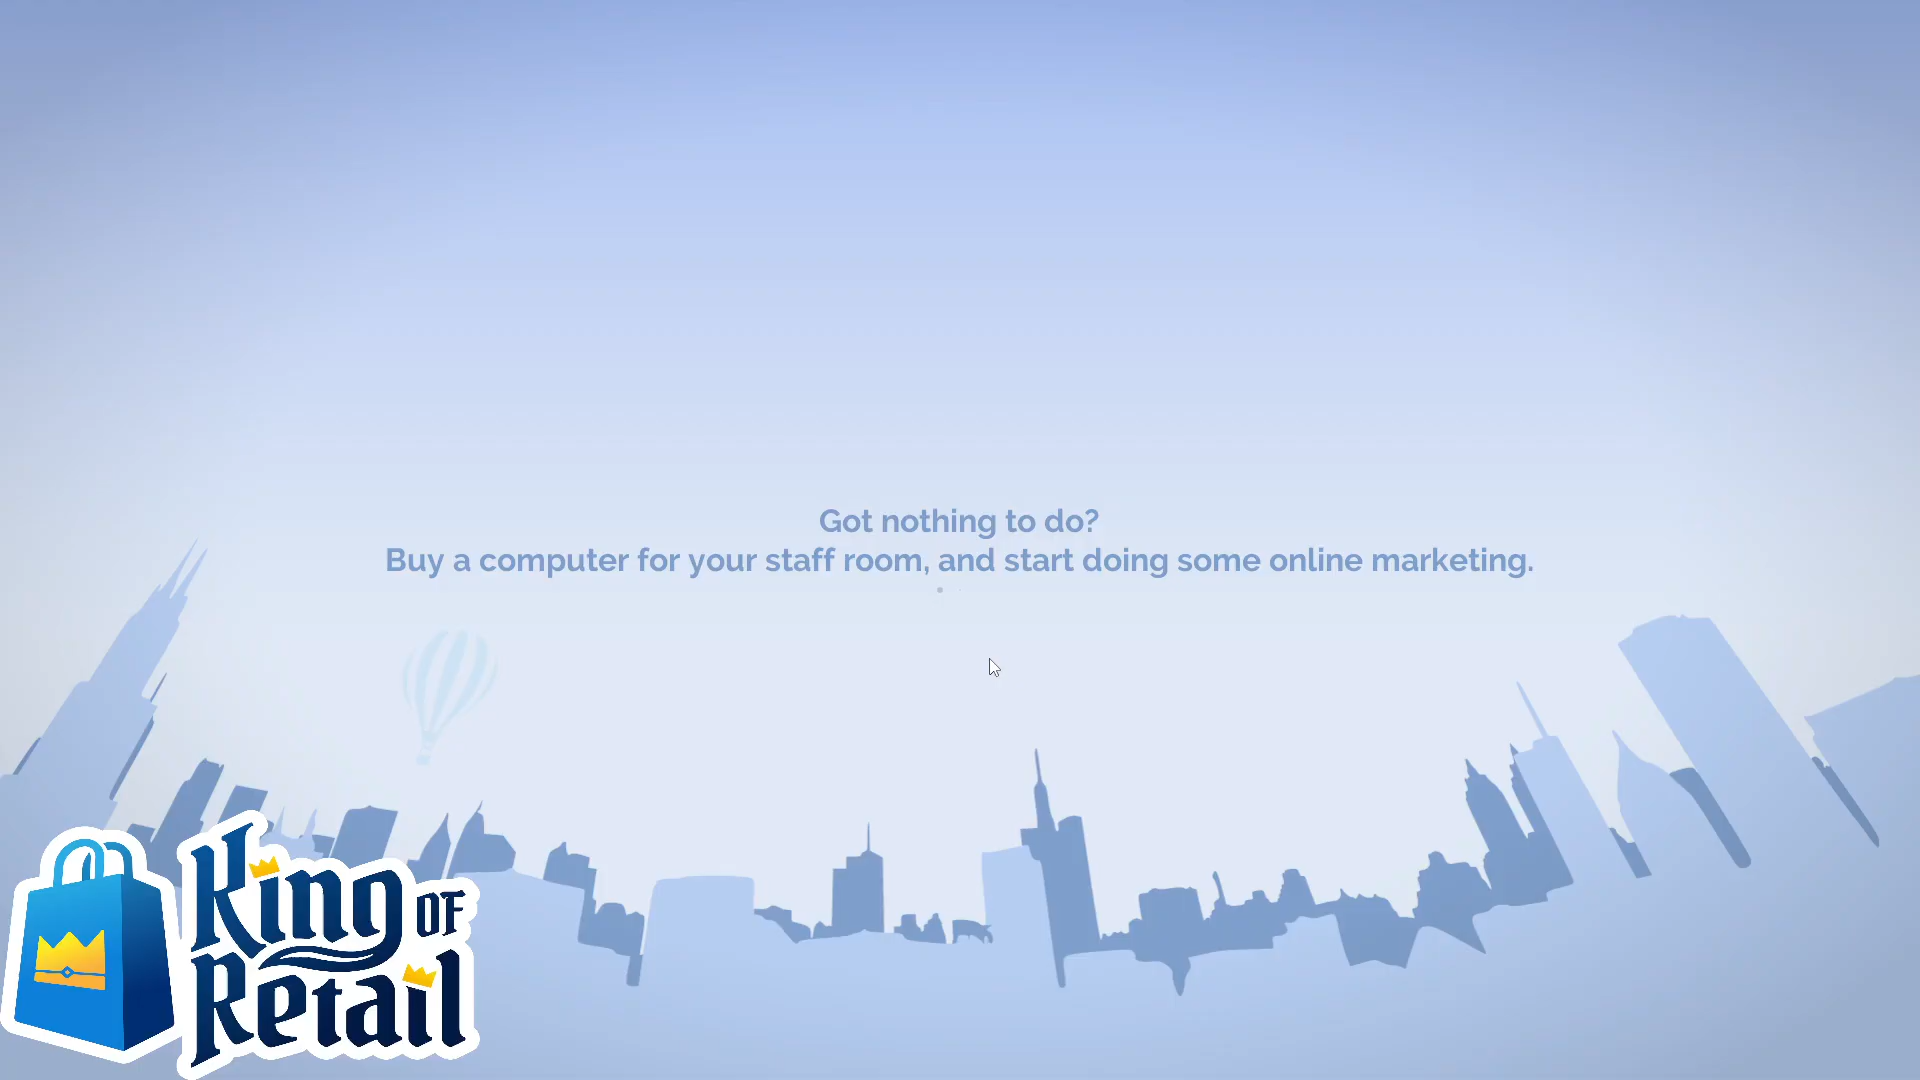 Got nothing to do?
Buy a computer for your staff room, and start doing some online marketing.
King OF
Retail